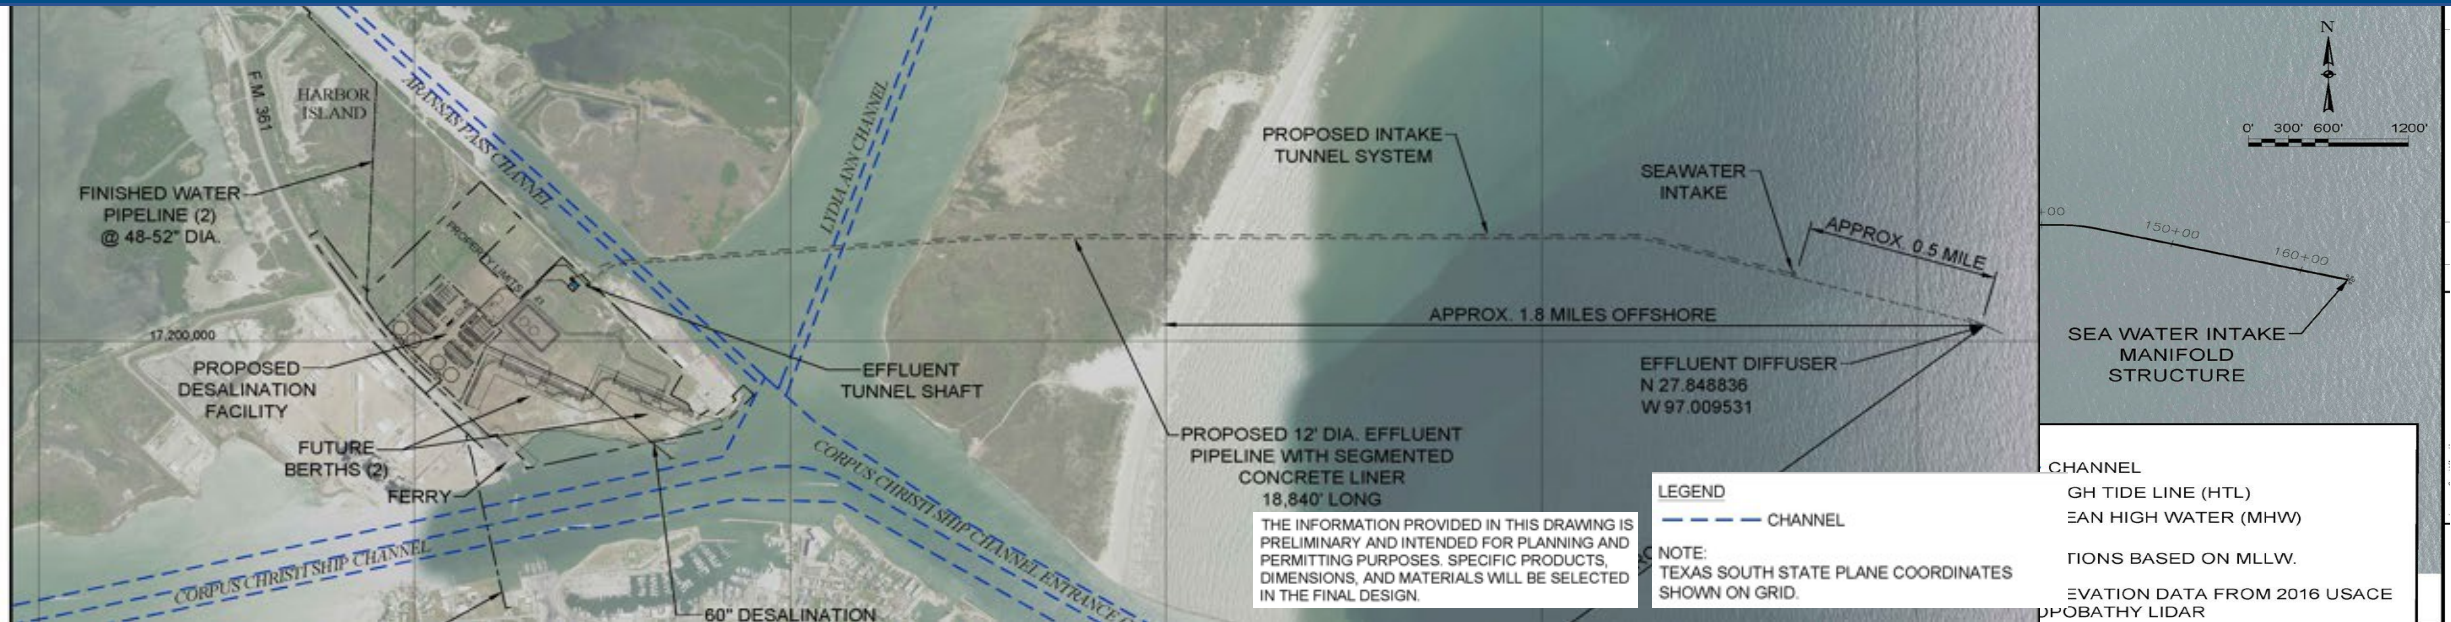 F.M. 361
HARBOR
ISLAND
ARANSAS PASS CHANNEL
LYDIA ANN CHANNEL
FINISHED WATER
PIPELINE (2)
@ 48-52" DIA.
PROPERTY LIMITS
17,200,000
PROPOSED
DESALINATION
FACILITY
FUTURE
BERTHS (2)
FERRY
CORPUS CHRISTI SHIP CHANNEL
60" DESALINATION
EFFLUENT
TUNNEL SHAFT
CORPUS CHRISTI SHIP CHANNEL ENTRANCE
PROPOSED INTAKE
TUNNEL SYSTEM
SEAWATER
INTAKE
APPROX. 0.5 MILE
APPROX. 1.8 MILES OFFSHORE
EFFLUENT DIFFUSER
N 27.848836
W 97.009531
PROPOSED 12' DIA. EFFLUENT
PIPELINE WITH SEGMENTED
CONCRETE LINER
18,840' LONG
THE INFORMATION PROVIDED IN THIS DRAWING IS
PRELIMINARY AND INTENDED FOR PLANNING AND
PERMITTING PURPOSES. SPECIFIC PRODUCTS,
DIMENSIONS, AND MATERIALS WILL BE SELECTED
IN THE FINAL DESIGN.
LEGEND
CHANNEL
NOTE:
TEXAS SOUTH STATE PLANE COORDINATES
SHOWN ON GRID.
N
0' 300' 600' 1200'
+00
150+00
160+00
SEA WATER INTAKE
MANIFOLD
STRUCTURE
CHANNEL
GH TIDE LINE (HTL)
EAN HIGH WATER (MHW)
TIONS BASED ON MLLW.
EVATION DATA FROM 2016 USACE
OPOBATHY LIDAR